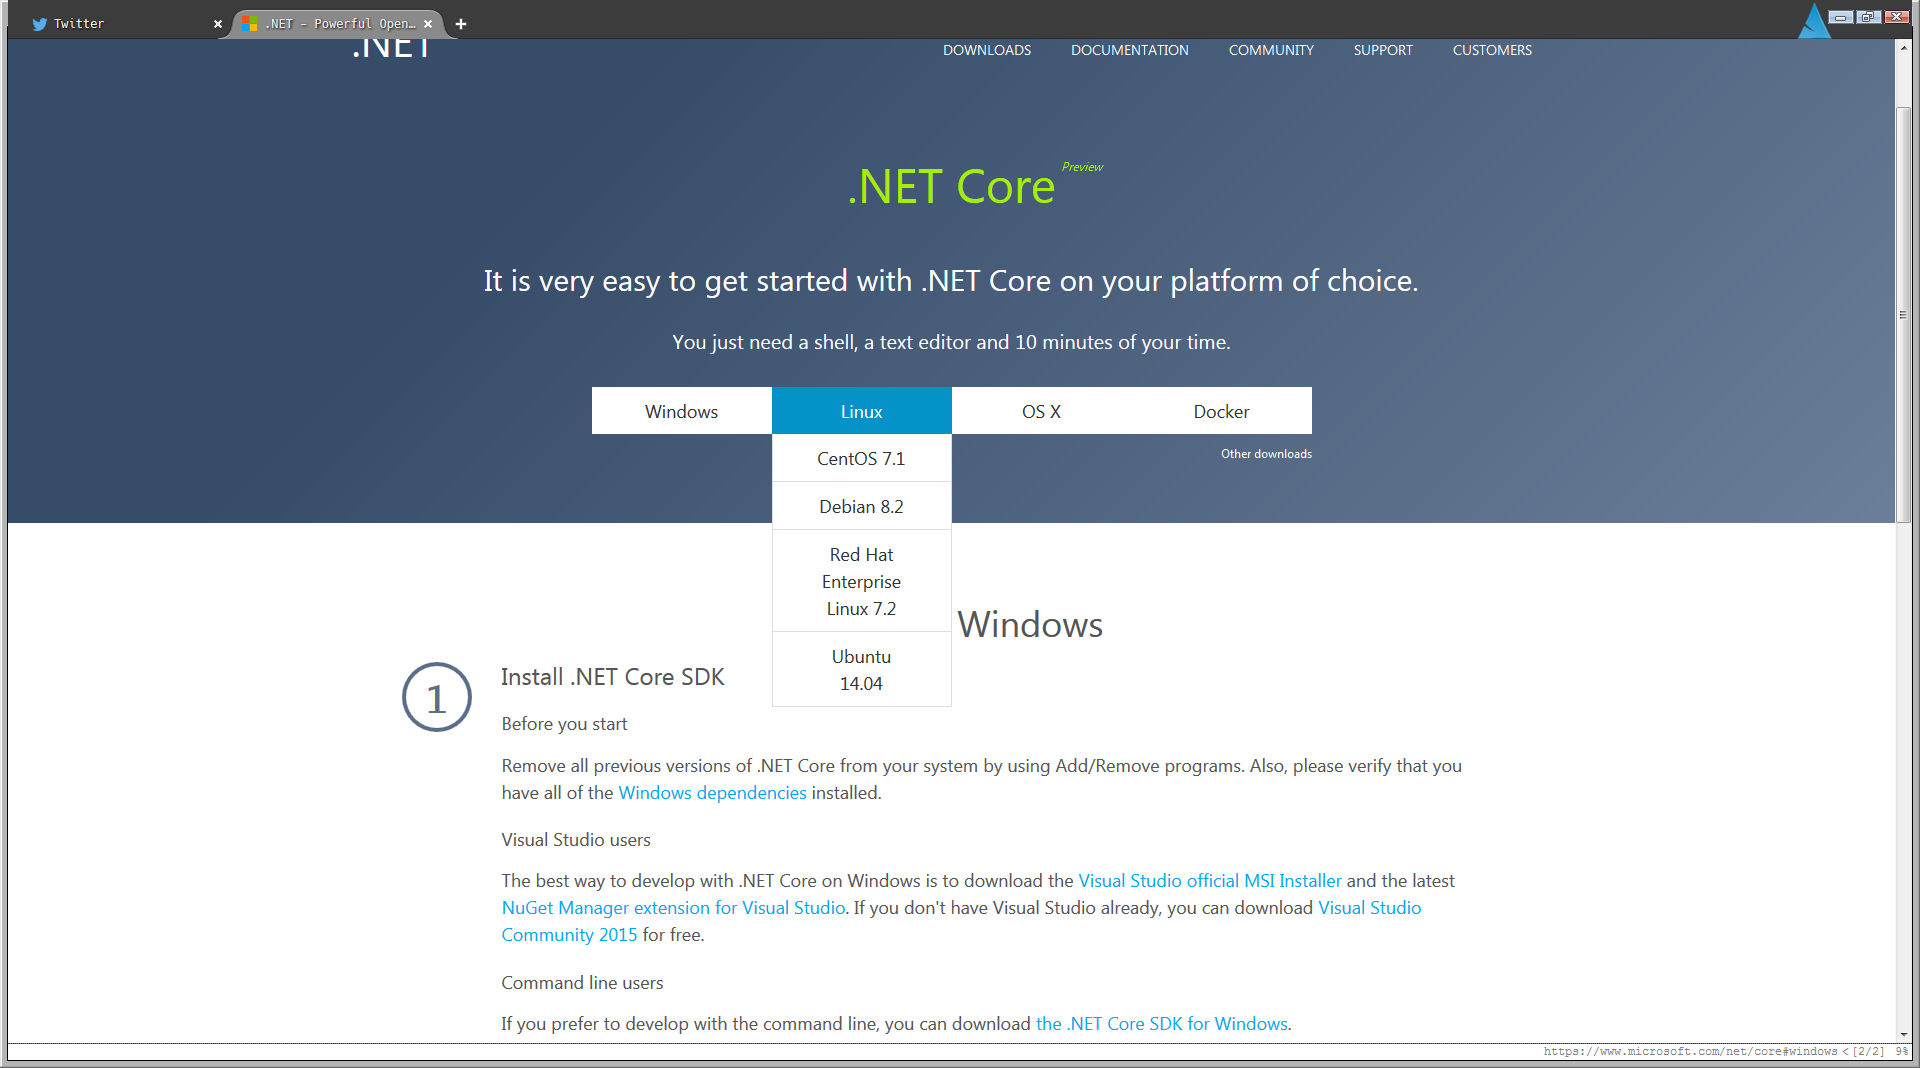 Twitter
.NET - Powerful Open…
.NET
DOWNLOADS
DOCUMENTATION
COMMUNITY
SUPPORT
CUSTOMERS
.NET Core Preview
It is very easy to get started with .NET Core on your platform of choice.
You just need a shell, a text editor and 10 minutes of your time.
Windows
Linux
OS X
Docker
Other downloads
CentOS 7.1
Debian 8.2
Red Hat
Enterprise
Linux 7.2
Ubuntu
14.04
Windows
1
Install .NET Core SDK
Before you start
Remove all previous versions of .NET Core from your system by using Add/Remove programs. Also, please verify that you
have all of the Windows dependencies installed.
Visual Studio users
The best way to develop with .NET Core on Windows is to download the Visual Studio official MSI Installer and the latest
NuGet Manager extension for Visual Studio. If you don't have Visual Studio already, you can download Visual Studio
Community 2015 for free.
Command line users
If you prefer to develop with the command line, you can download the .NET Core SDK for Windows.
https://www.microsoft.com/net/core#windows < [2/2] 9%